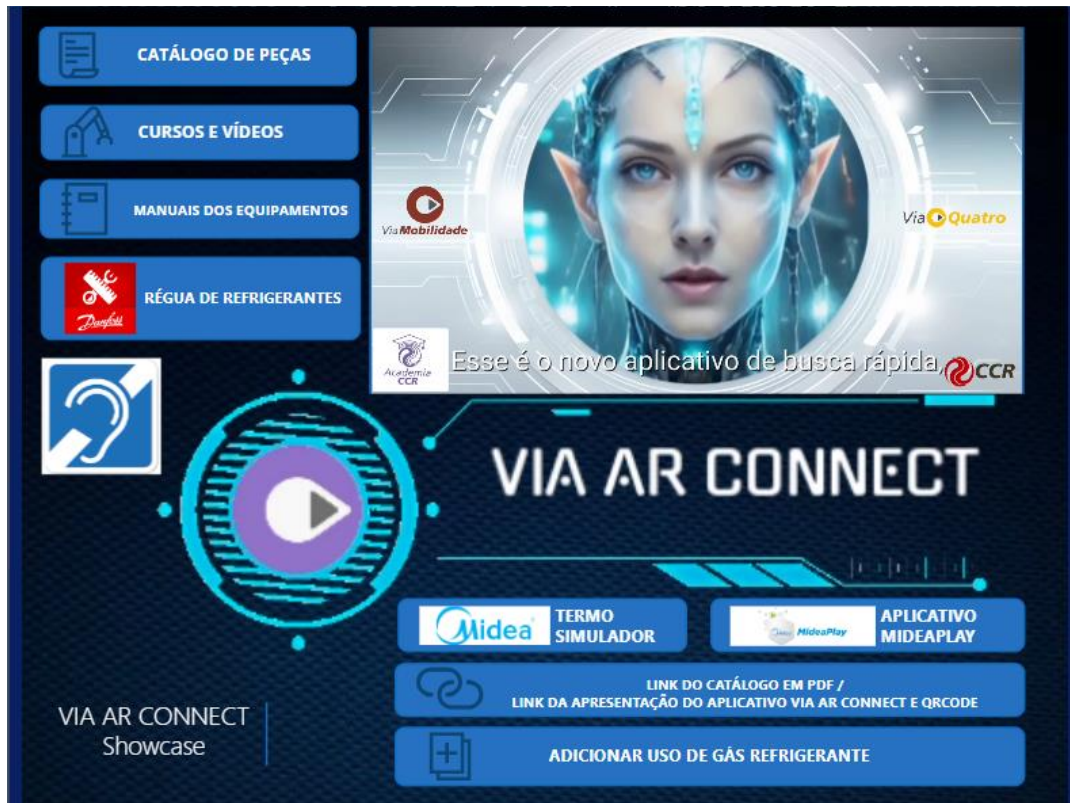 CATÁLOGO DE PEÇAS
CURSOS E VÍDEOS
MANUAIS DOS EQUIPAMENTOS
Danfoss
RÉGUA DE REFRIGERANTES
ViaMobilidade
ViaQuatro
Academia
CCR
Esse é o novo aplicativo de busca rápida,
CCR
VIA AR CONNECT
Midea
TERMO
SIMULADOR
MideaPlay
APLICATIVO
MIDEAPLAY
LINK DO CATÁLOGO EM PDF /
LINK DA APRESENTAÇÃO DO APLICATIVO VIA AR CONNECT E QRCODE
VIA AR CONNECT
Showcase
ADICIONAR USO DE GÁS REFRIGERANTE